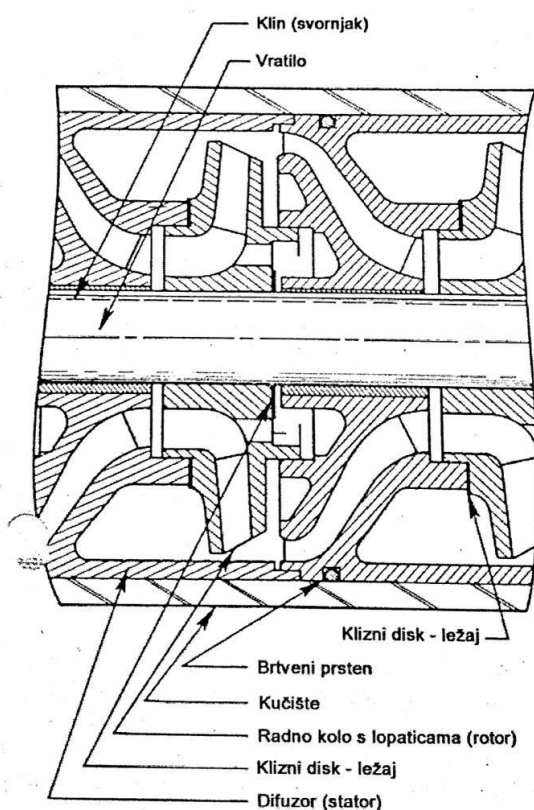 Klin (svornjak)
Vratilo
Klizni disk - ležaj
Brtveni prsten
Kučište
Radno kolo s lopaticama (rotor)
Klizni disk - ležaj
Difuzor (stator)